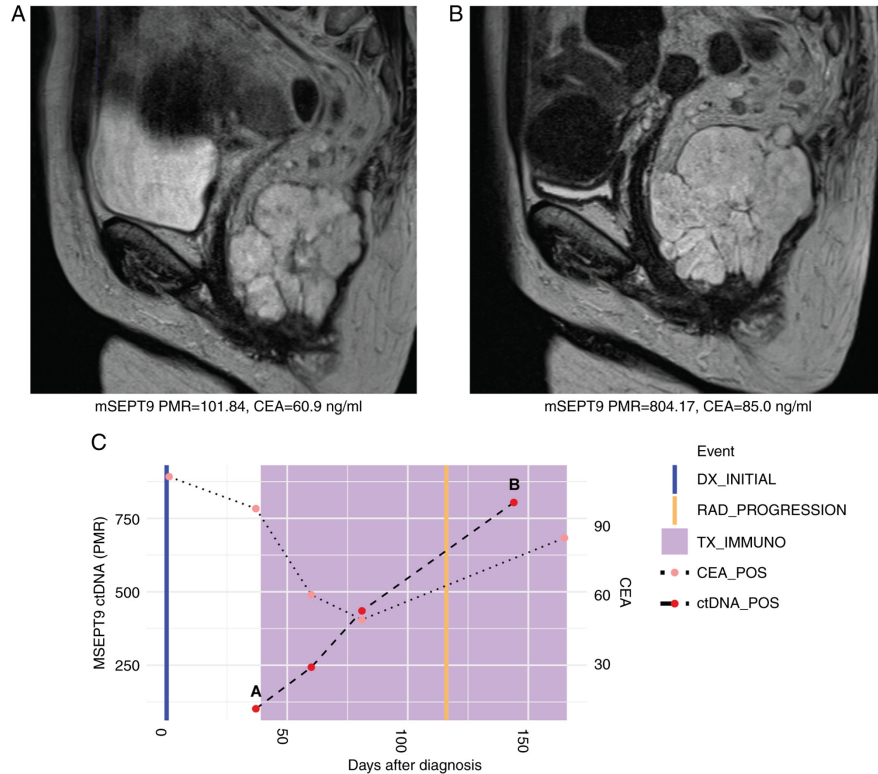 A
B
mSEPT9 PMR=101.84, CEA=60.9 ng/ml
mSEPT9 PMR=804.17, CEA=85.0 ng/ml
C
MSEPT9 ctDNA (PMR)
750
500
250
A
B
90
60
30
CEA
0
50
100
150
Days after diagnosis
Event
DX_INITIAL
RAD_PROGRESSION
TX_IMMUNO
CEA_POS
ctDNA_POS